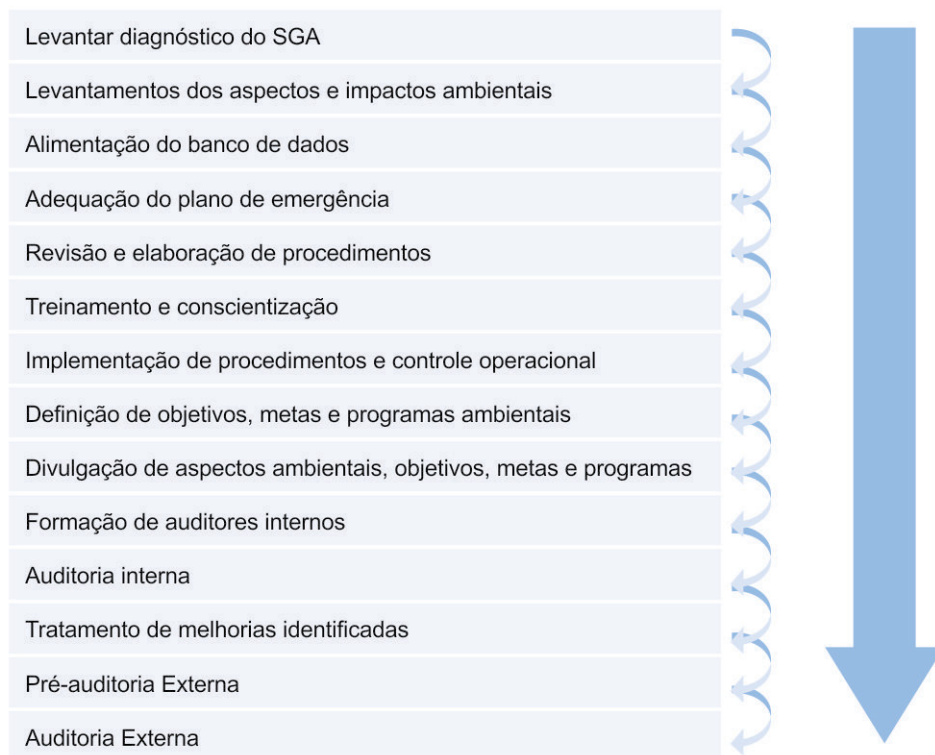 Levantar diagnóstico do SGA
Levantamentos dos aspectos e impactos ambientais
Alimentação do banco de dados
Adequação do plano de emergência
Revisão e elaboração de procedimentos
Treinamento e conscientização
Implementação de procedimentos e controle operacional
Definição de objetivos, metas e programas ambientais
Divulgação de aspectos ambientais, objetivos, metas e programas
Formação de auditores internos
Auditoria interna
Tratamento de melhorias identificadas
Pré-auditoria Externa
Auditoria Externa